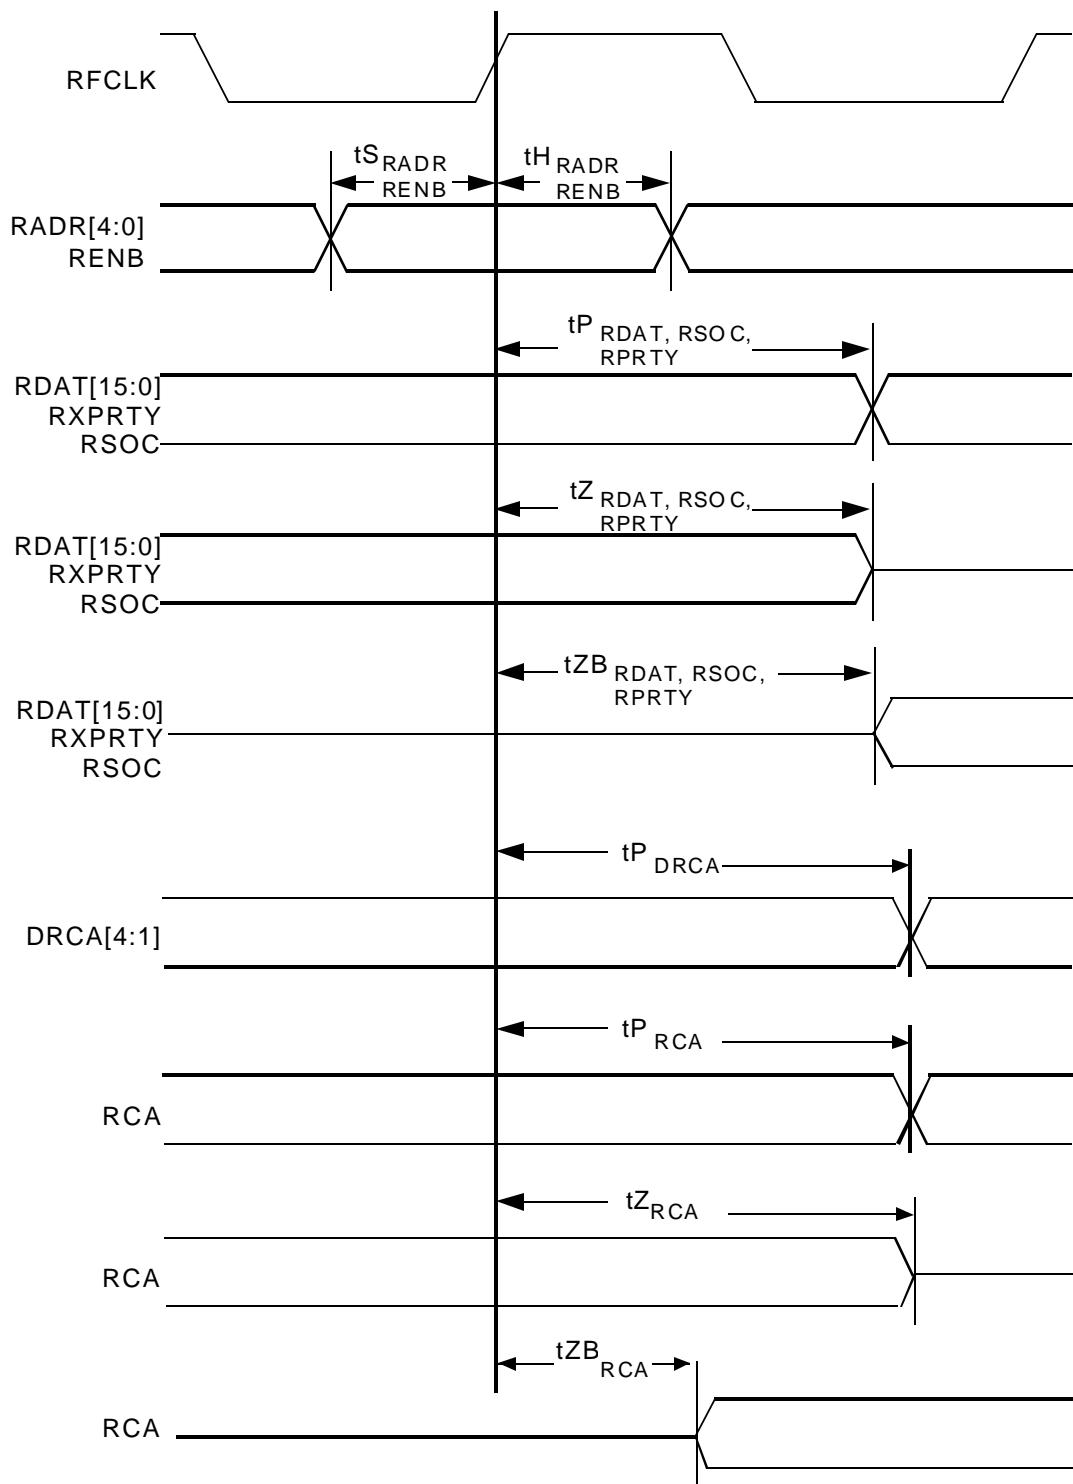 RFCLK
tS RADR tH RADR
RENB RENB
RADR[4:0]
RENB
tP RDAT, RSOC,
RPRTY
RDAT[15:0]
RXPRTY
RSOC
tZ RDAT, RSOC,
RPRTY
RDAT[15:0]
RXPRTY
RSOC
tZB RDAT, RSOC,
RPRTY
RDAT[15:0]
RXPRTY
RSOC
tP DRCA
DRCA[4:1]
tP RCA
RCA
tZ RCA
RCA
tZB RCA
RCA